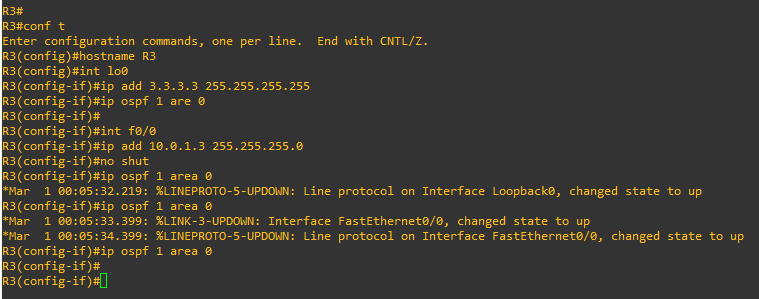 R3#
R3#conf t
Enter configuration commands, one per line.  End with CNTL/Z.
R3(config)#hostname R3
R3(config)#int lo0
R3(config-if)#ip add 3.3.3.3 255.255.255.255
R3(config-if)#ip ospf 1 are 0
R3(config-if)#
R3(config-if)#int f0/0
R3(config-if)#ip add 10.0.1.3 255.255.255.0
R3(config-if)#no shut
R3(config-if)#ip ospf 1 area 0
*Mar  1 00:05:32.219: %LINEPROTO-5-UPDOWN: Line protocol on Interface Loopback0, changed state to up
R3(config-if)#ip ospf 1 area 0
*Mar  1 00:05:33.399: %LINK-3-UPDOWN: Interface FastEthernet0/0, changed state to up
*Mar  1 00:05:34.399: %LINEPROTO-5-UPDOWN: Line protocol on Interface FastEthernet0/0, changed state to up
R3(config-if)#ip ospf 1 area 0
R3(config-if)#
R3(config-if)#